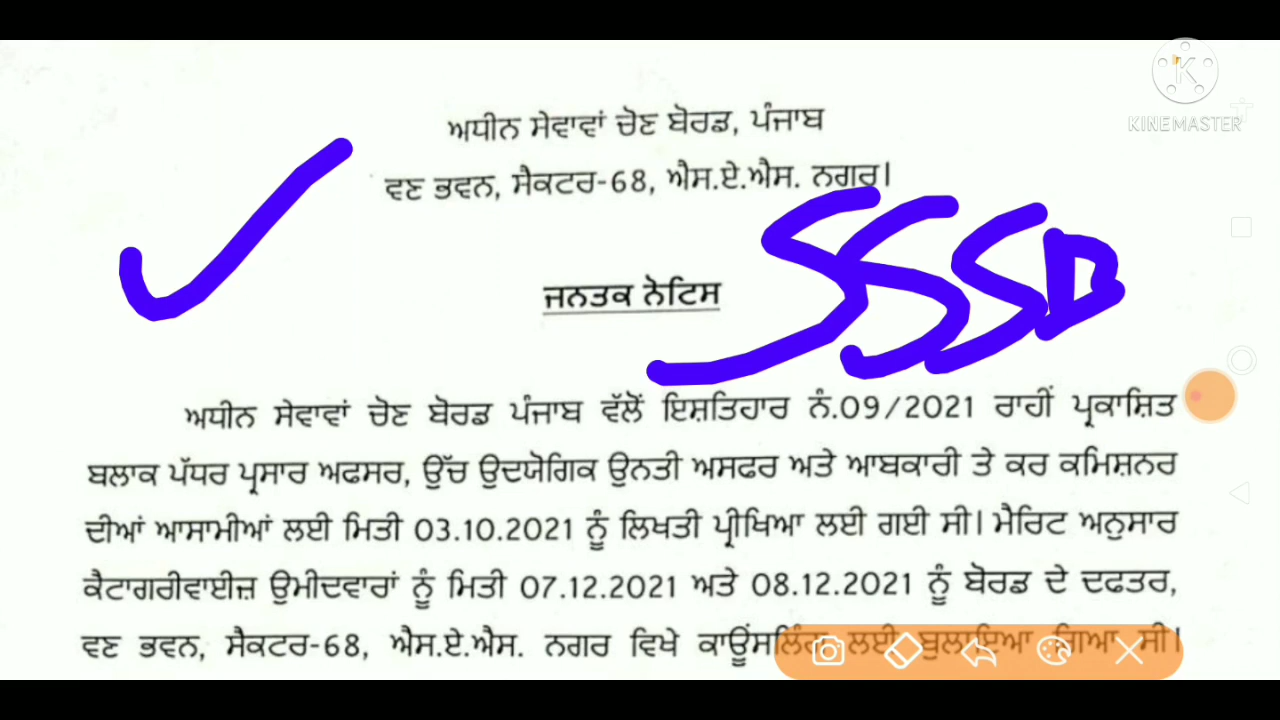 KINEMASTER
ਅਧੀਨ ਸੇਵਾਵਾਂ ਚੋਣ ਬੋਰਡ, ਪੰਜਾਬ
ਵਣ ਭਵਨ, ਸੈਕਟਰ-68, ਐਸ.ਏ.ਐਸ. ਨਗਰ।
SSSB
ਜਨਤਕ ਨੋਟਿਸ
ਅਧੀਨ ਸੇਵਾਵਾਂ ਚੋਣ ਬੋਰਡ ਪੰਜਾਬ ਵੱਲੋਂ ਇਸ਼ਤਿਹਾਰ ਨੰ.09/2021 ਰਾਹੀਂ ਪ੍ਰਕਾਸ਼ਿਤ
ਬਲਾਕ ਪੱਧਰ ਪ੍ਰਸਾਰ ਅਫਸਰ, ਉੱਚ ਉਦਯੋਗਿਕ ਉਨਤੀ ਅਸਫਰ ਅਤੇ ਆਬਕਾਰੀ ਤੇ ਕਰ ਕਮਿਸ਼ਨਰ
ਦੀਆਂ ਆਸਾਮੀਆਂ ਲਈ ਮਿਤੀ 03.10.2021 ਨੂੰ ਲਿਖਤੀ ਪ੍ਰੀਖਿਆ ਲਈ ਗਈ ਸੀ। ਮੈਰਿਟ ਅਨੁਸਾਰ
ਕੈਟਾਗਰੀਵਾਈਜ਼ ਉਮੀਦਵਾਰਾਂ ਨੂੰ ਮਿਤੀ 07.12.2021 ਅਤੇ 08.12.2021 ਨੂੰ ਬੋਰਡ ਦੇ ਦਫਤਰ,
ਵਣ ਭਵਨ, ਸੈਕਟਰ-68, ਐਸ.ਏ.ਐਸ. ਨਗਰ ਵਿਖੇ ਕਾਊਂਸਲਿੰਗ ਲਈ ਬੁਲਾਇਆ ਗਿਆ ਸੀ।